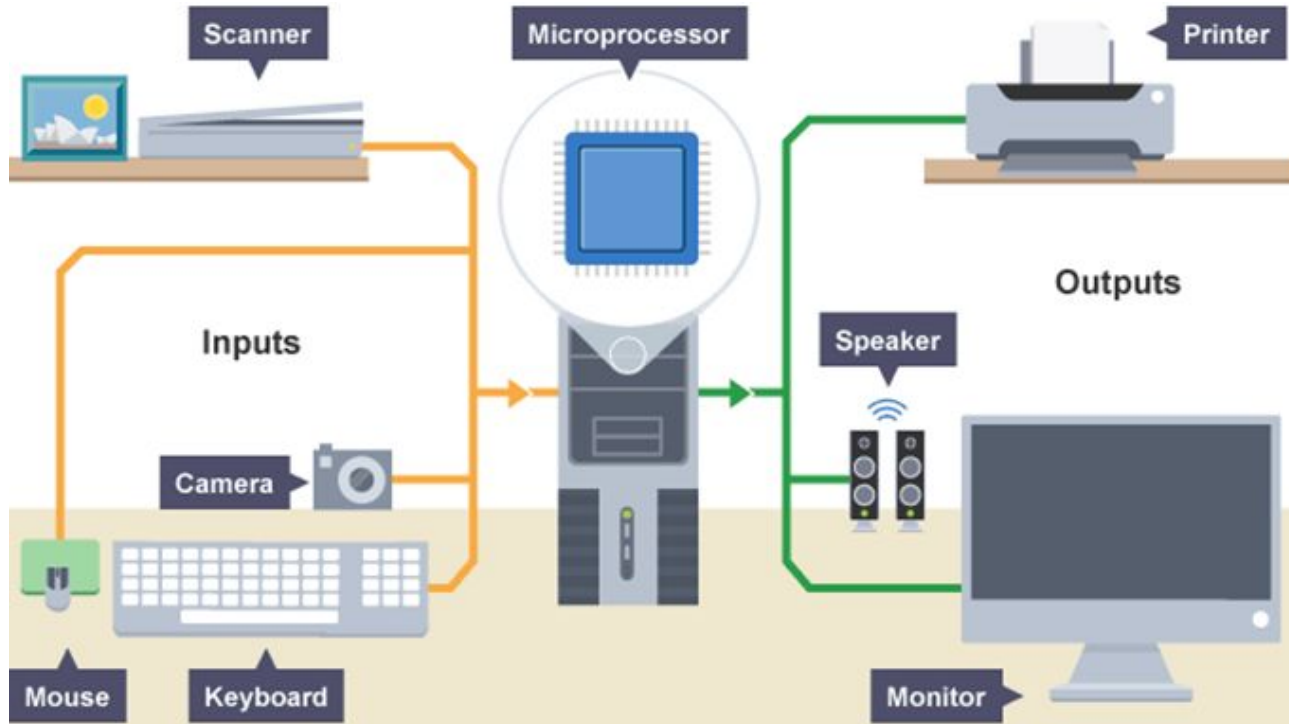 Scanner
Microprocessor
Printer
Inputs
Outputs
Speaker
Camera
Mouse
Keyboard
Monitor